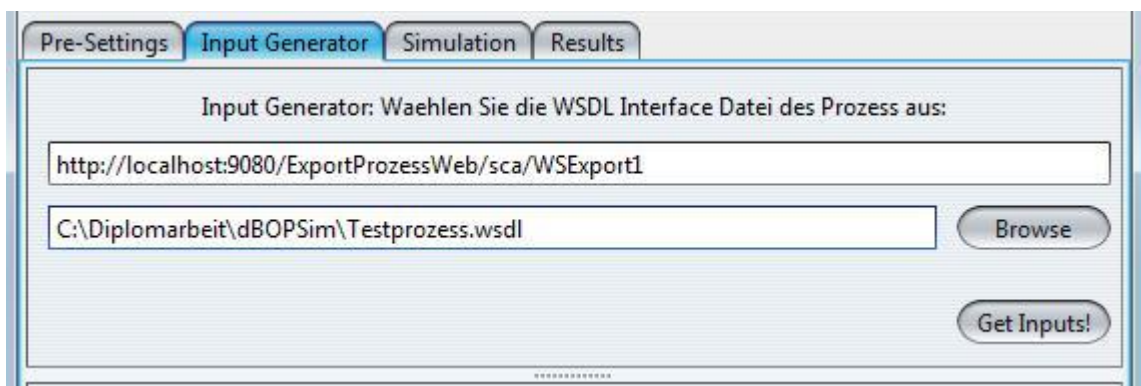 Pre-Settings Input Generator Simulation Results
Input Generator: Waehlen Sie die WSDL Interface Datei des Prozess aus:
http://localhost:9080/ExportProzessWeb/sca/WSExport1
C:\Diplomarbeit\dBOPSim\Testprozess.wsdl Browse
Get Inputs!